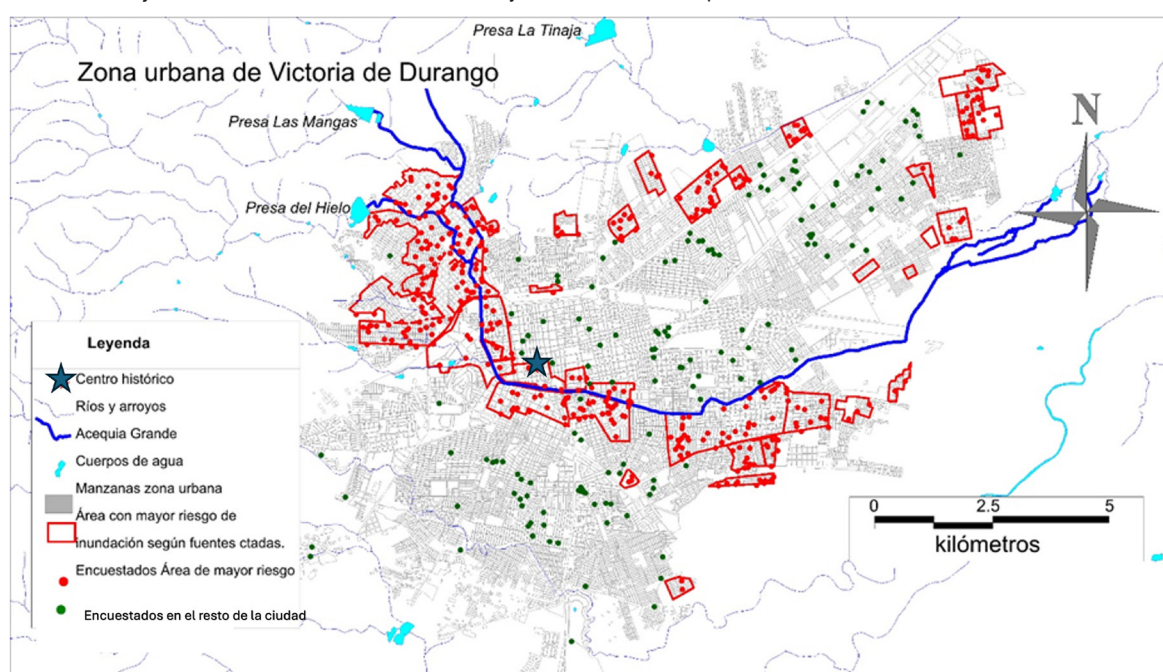 Presa La Tinaja
Zona urbana de Victoria de Durango
Presa Las Mangas
N
Presa del Hielo
Leyenda
Centro histórico
Ríos y arroyos
Acequia Grande
Cuerpos de agua
Manzanas zona urbana
Área con mayor riesgo de
inundación según fuentes ctadas.
Encuestados Área de mayor riesgo
Encuestados en el resto de la ciudad
0 2.5 5
kilómetros